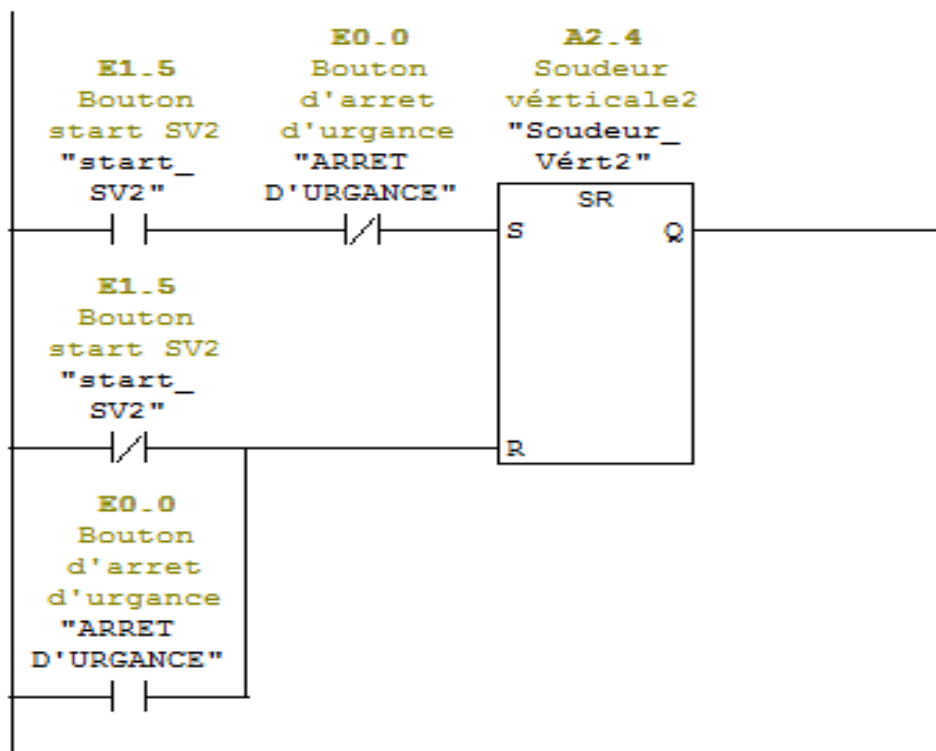 E1.5
Bouton
start SV2
"start_
SV2"
E0.0
Bouton
d'arret
d'urgance
"ARRET
D'URGANCE"
A2.4
Soudeur
vérticale2
"Soudeur_
Vért2"
SR
S
Q
E1.5
Bouton
start SV2
"start_
SV2"
R
E0.0
Bouton
d'arret
d'urgance
"ARRET
D'URGANCE"